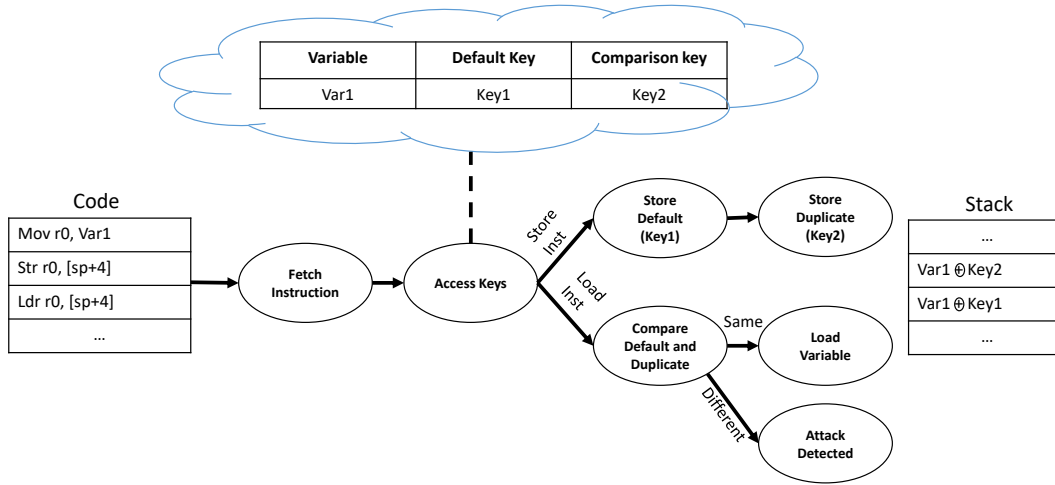 Variable Default Key Comparison key
Var1 Key1 Key2
Code
Mov r0, Var1
Str r0, [sp+4]
Ldr r0, [sp+4]
...
Fetch
Instruction
Access Keys
Store
Inst
Load
Inst
Store
Default
(Key1)
Store
Duplicate
(Key2)
Compare
Default and
Duplicate
Same
Different
Load
Variable
Attack
Detected
Stack
...
Var1 ⊕ Key2
Var1 ⊕ Key1
...